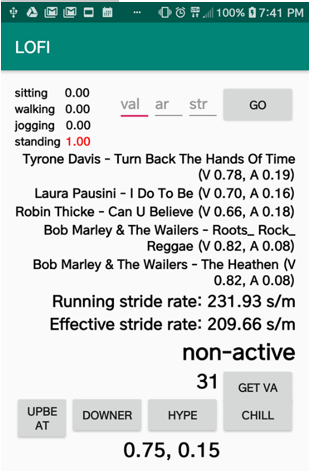 100% 7:41 PM
LOFI
sitting 0.00
walking 0.00
jogging 0.00
standing 1.00
val ar str GO
Tyrone Davis - Turn Back The Hands Of Time
(V 0.78, A 0.19)
Laura Pausini - I Do To Be (V 0.70, A 0.16)
Robin Thicke - Can U Believe (V 0.66, A 0.18)
Bob Marley & The Wailers - Roots_ Rock_
Reggae (V 0.82, A 0.08)
Bob Marley & The Wailers - The Heathen (V
0.82, A 0.08)
Running stride rate: 231.93 s/m
Effective stride rate: 209.66 s/m
non-active
31 GET VA
UPBE
AT
DOWNER HYPE CHILL
0.75, 0.15